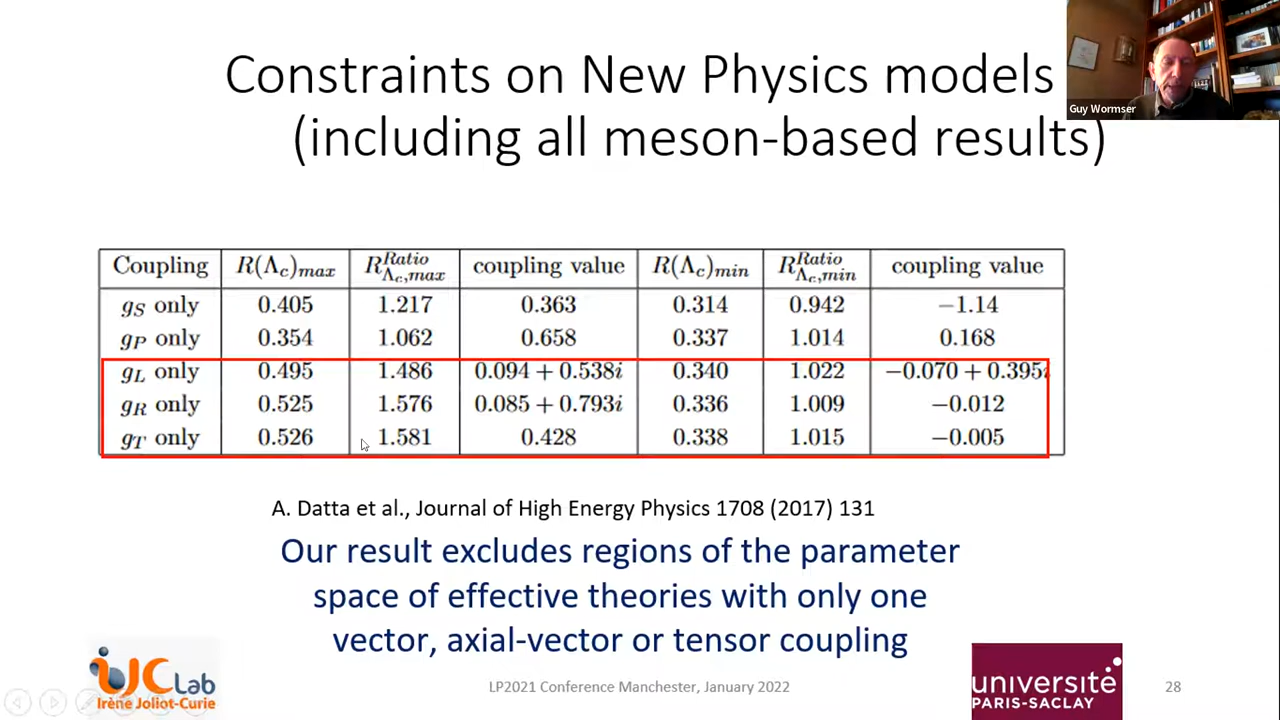 Constraints on New Physics models
(including all meson-based results)
Guy Wormser
Coupling R(Λc)max R^Ratio_Λc,max coupling value R(Λc)min R^Ratio_Λc,min coupling value
gS only 0.405 1.217 0.363 0.314 0.942 −1.14
gP only 0.354 1.062 0.658 0.337 1.014 0.168
gL only 0.495 1.486 0.094 + 0.538i 0.340 1.022 −0.070 + 0.395i
gR only 0.525 1.576 0.085 + 0.793i 0.336 1.009 −0.012
gT only 0.526 1.581 0.428 0.338 1.015 −0.005
A. Datta et al., Journal of High Energy Physics 1708 (2017) 131
Our result excludes regions of the parameter
space of effective theories with only one
vector, axial-vector or tensor coupling
iJCLab
Irène Joliot-Curie
LP2021 Conference Manchester, January 2022
université
PARIS-SACLAY
28